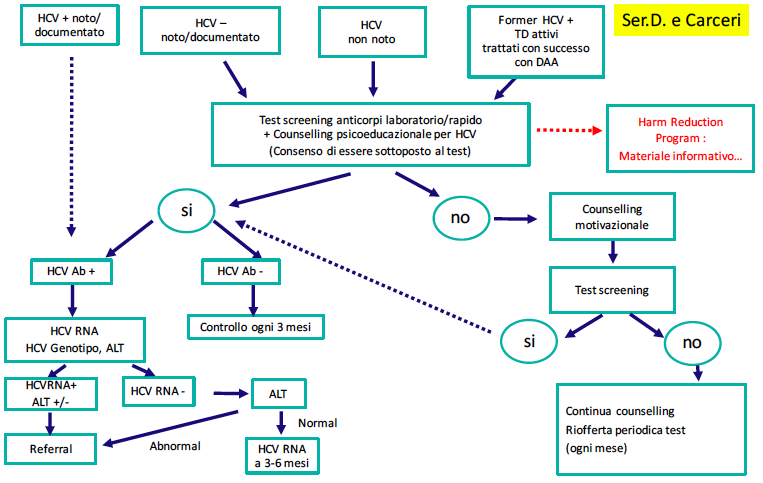 HCV + noto/
documentato
HCV –
noto/documentato
HCV
non noto
Former HCV +
TD attivi
trattati con successo
con DAA
Ser.D. e Carceri
Test screening anticorpi laboratorio/rapido
+ Counselling psicoeducazionale per HCV
(Consenso di essere sottoposto al test)
Harm Reduction
Program :
Materiale informativo...
si
no
Counselling
motivazionale
HCV Ab +
HCV Ab -
Test screening
HCV RNA
HCV Genotipo, ALT
Controllo ogni 3 mesi
si
no
HCVRNA+
ALT +/-
HCV RNA -
ALT
Continua counselling
Riofferta periodica test
(ogni mese)
Normal
Abnormal
Referral
HCV RNA
a 3-6 mesi